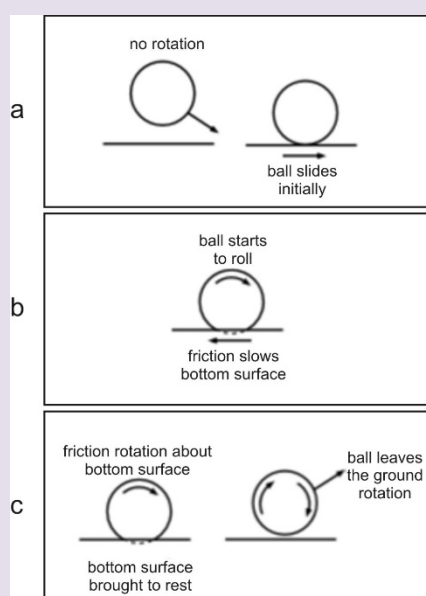 a
no rotation
ball slides
initially
b
ball starts
to roll
friction slows
bottom surface
c
friction rotation about
bottom surface
bottom surface
brought to rest
ball leaves
the ground
rotation